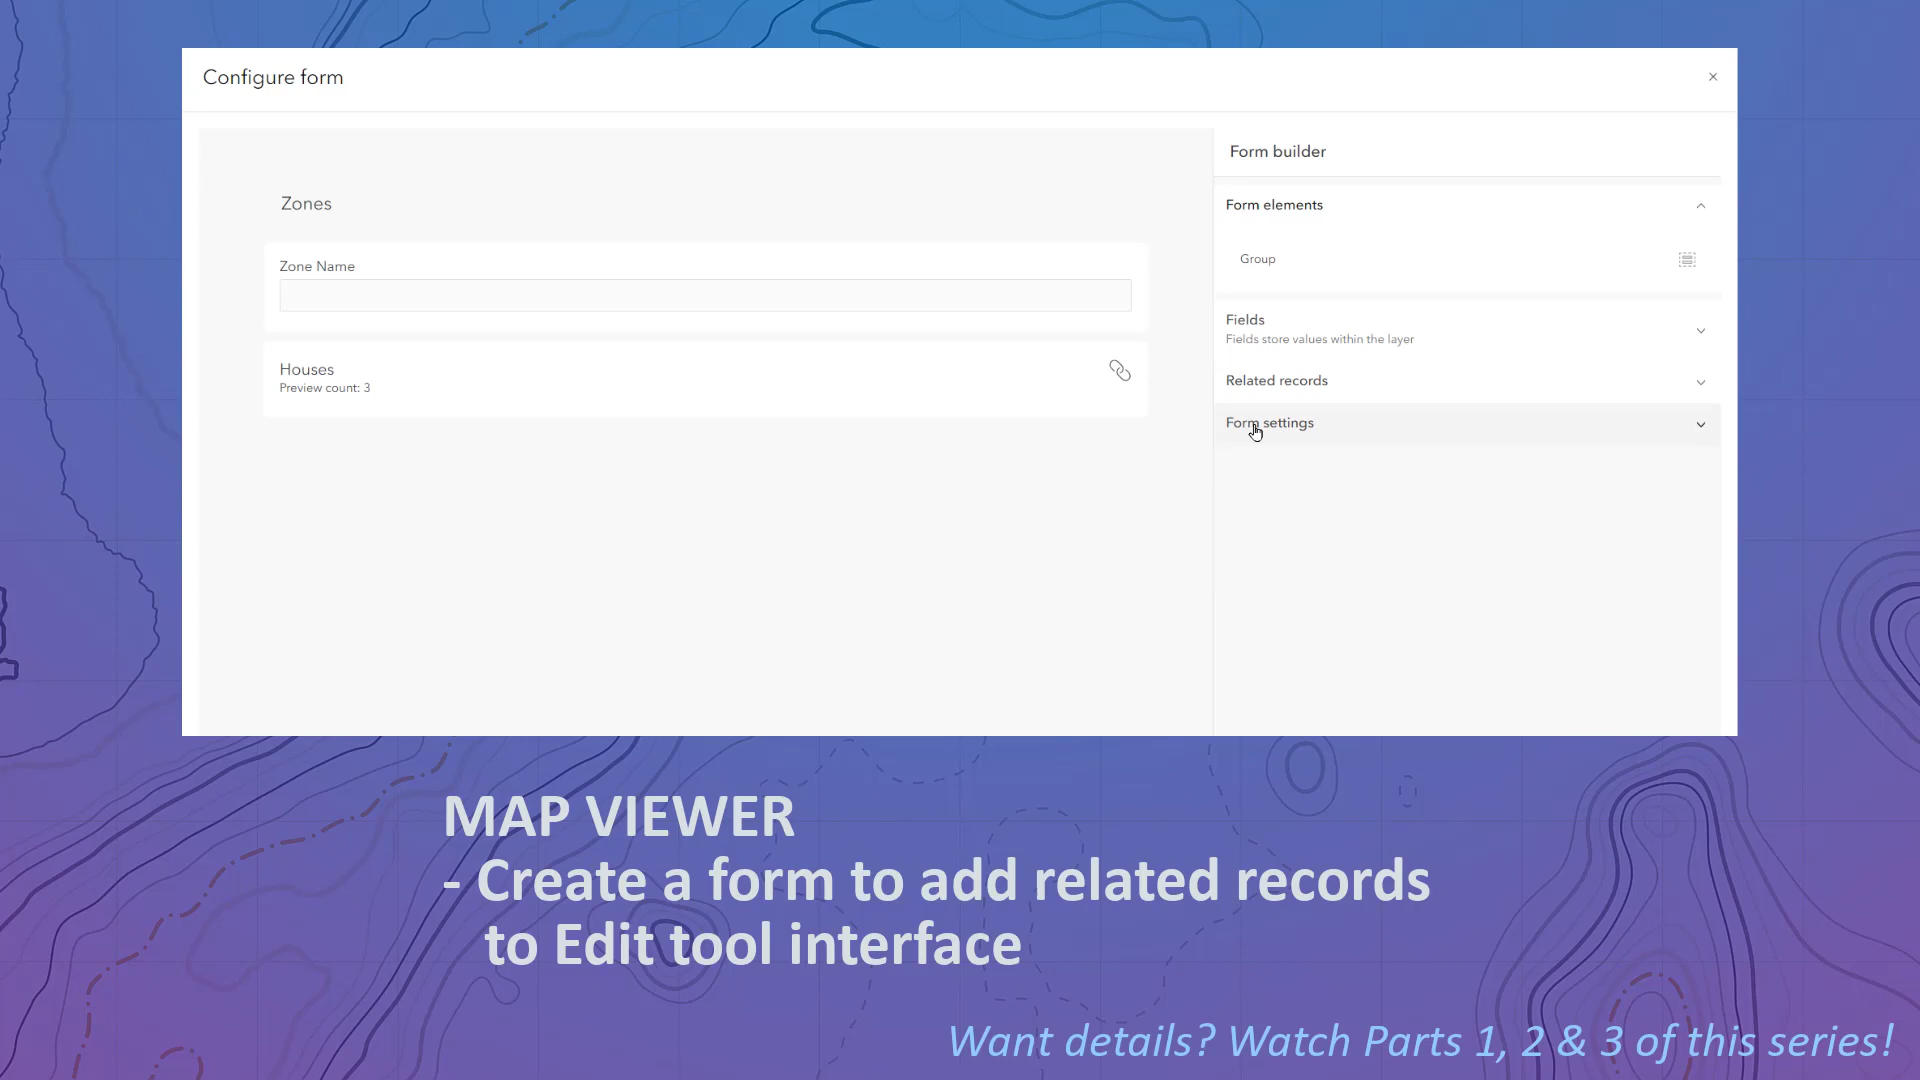 Configure form
Form builder
Zones
Form elements
Zone Name
Group
Fields
Fields store values within the layer
Houses
Preview count: 3
Related records
Form settings
MAP VIEWER
- Create a form to add related records
to Edit tool interface
Want details? Watch Parts 1, 2 & 3 of this series!